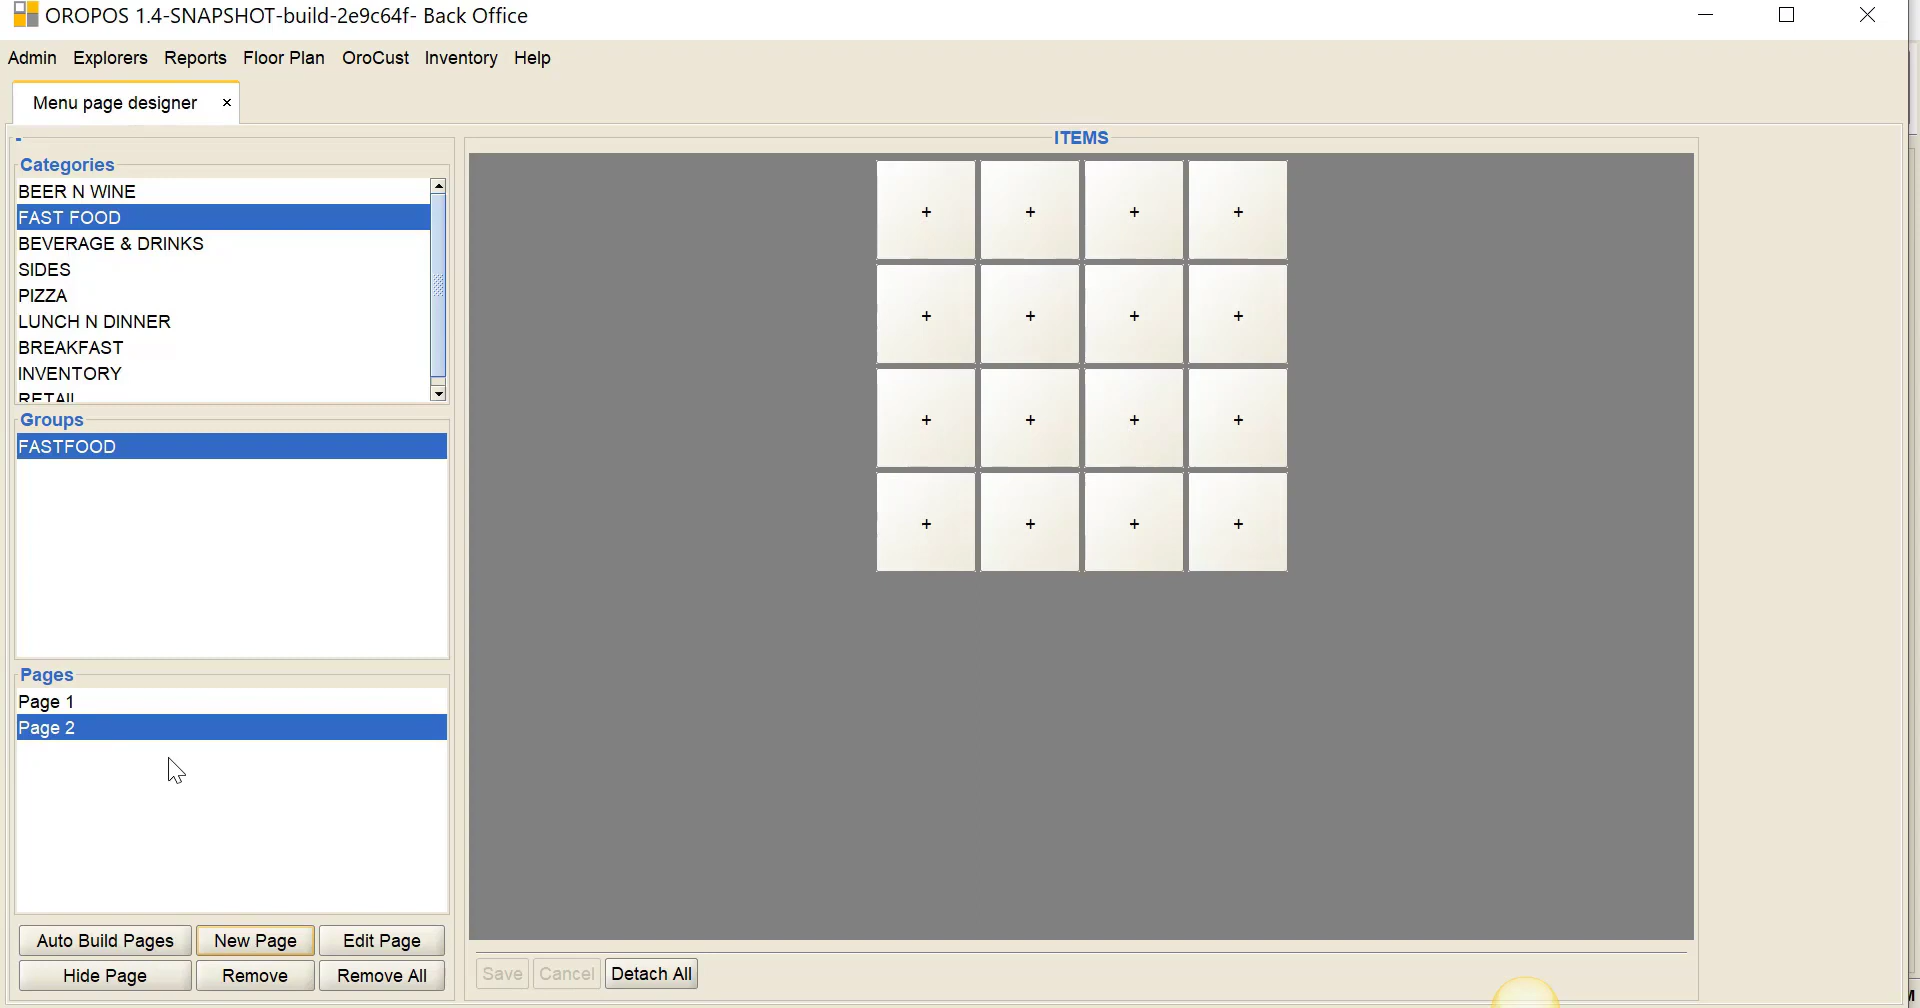 OROPOS 1.4-SNAPSHOT-build-2e9c64f- Back Office
Admin Explorers Reports Floor Plan OroCust Inventory Help
Menu page designer ×
-
Categories
BEER N WINE
FAST FOOD
BEVERAGE & DRINKS
SIDES
PIZZA
LUNCH N DINNER
BREAKFAST
INVENTORY
RETAIL
Groups
FASTFOOD
Pages
Page 1
Page 2
Auto Build Pages New Page Edit Page
Hide Page Remove Remove All
ITEMS
+ + + +
+ + + +
+ + + +
+ + + +
Save Cancel Detach All